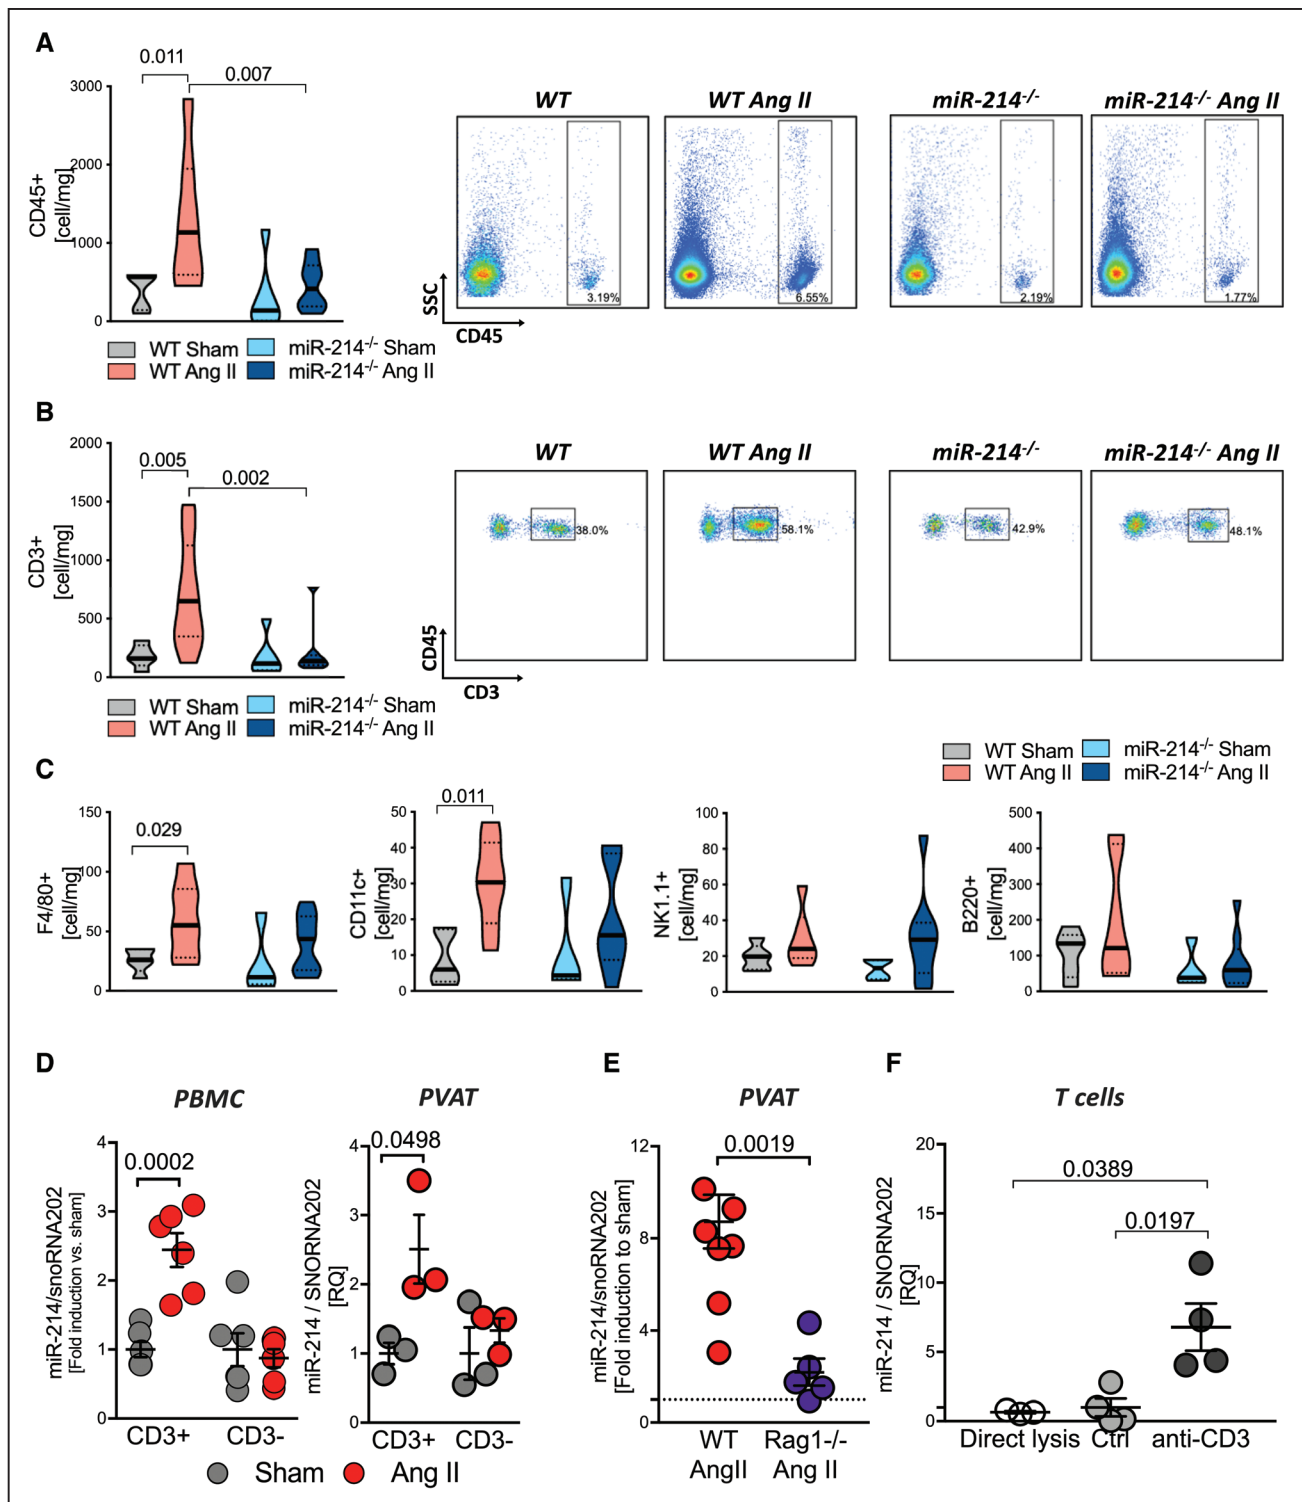 A
0.011
0.007
3000
2000
1000
0
CD45+
[cell/mg]
WT
WT Ang II
miR-214-/-
miR-214-/- Ang II
3.19%
6.55%
2.19%
1.77%
SSC
CD45
WT Sham
miR-214-/- Sham
WT Ang II
miR-214-/- Ang II
B
0.005
0.002
2000
1500
1000
500
0
CD3+
[cell/mg]
WT
WT Ang II
miR-214-/-
miR-214-/- Ang II
38.0%
58.1%
42.9%
48.1%
CD45
CD3
WT Sham
miR-214-/- Sham
WT Ang II
miR-214-/- Ang II
C
WT Sham
miR-214-/- Sham
WT Ang II
miR-214-/- Ang II
0.029
150
100
50
0
F4/80+
[cell/mg]
0.011
50
40
30
20
10
0
CD11c+
[cell/mg]
100
80
60
40
20
0
NK1.1+
[cell/mg]
500
400
300
200
100
0
B220+
[cell/mg]
D
PBMC
0.0002
4
3
2
1
0
miR-214/snoRNA202
[Fold induction vs. sham]
CD3+
CD3-
PVAT
0.0498
4
3
2
1
0
miR-214 / SNORNA202
[RQ]
CD3+
CD3-
Sham
Ang II
E
PVAT
0.0019
12
8
4
0
miR-214/snoRNA202
[Fold induction to sham]
WT
AngII
Rag1-/-
Ang II
F
T cells
0.0389
0.0197
20
15
10
5
0
miR-214 / SNORNA202
[RQ]
Direct lysis
Ctrl
anti-CD3